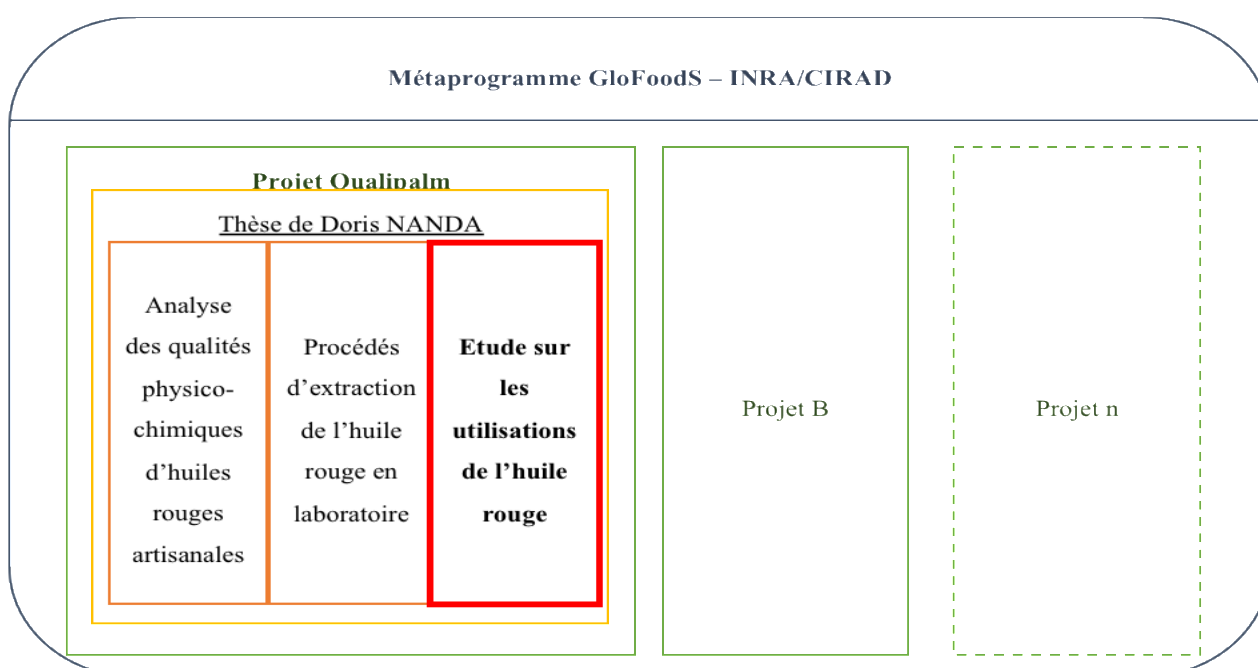 Métaprogramme GloFoodS – INRA/CIRAD
Projet Qualipalm
Thèse de Doris NANDA
Analyse
des qualités
physico-
chimiques
d’huiles
rouges
artisanales
Procédés
d’extraction
de l’huile
rouge en
laboratoire
Etude sur
les
utilisations
de l’huile
rouge
Projet B
Projet n